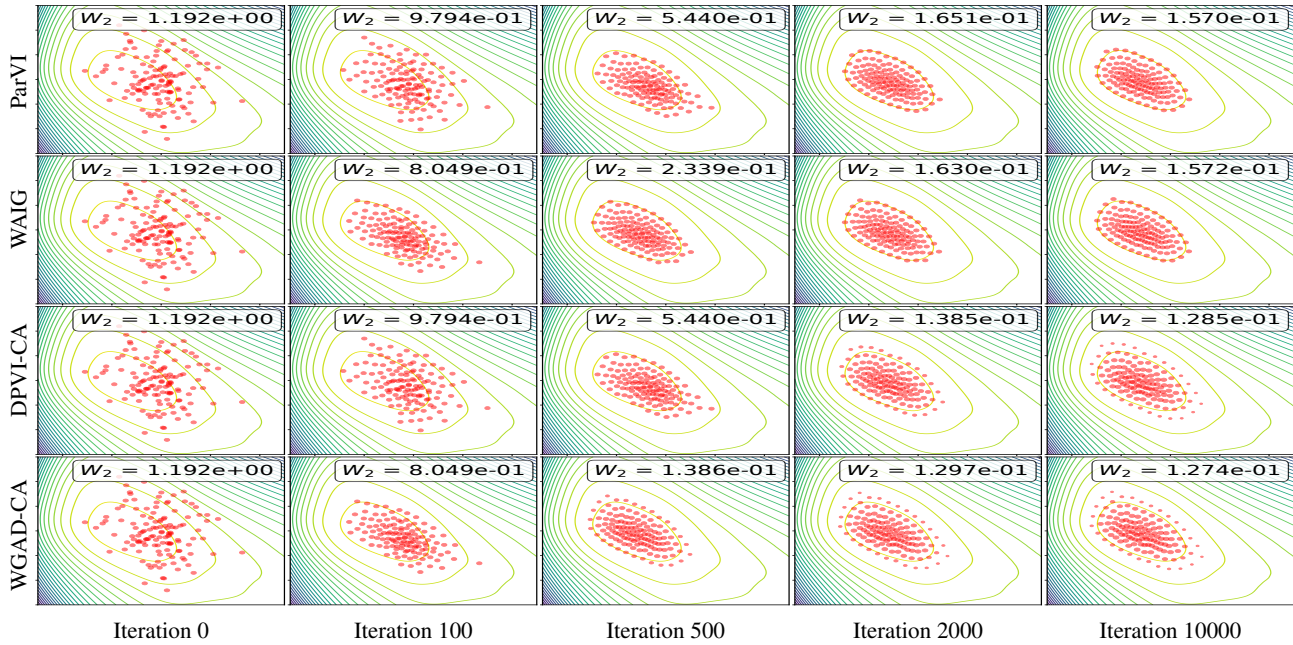 ParVI
W₂ = 1.192e+00
W₂ = 9.794e-01
W₂ = 5.440e-01
W₂ = 1.651e-01
W₂ = 1.570e-01
WAIG
W₂ = 1.192e+00
W₂ = 8.049e-01
W₂ = 2.339e-01
W₂ = 1.630e-01
W₂ = 1.572e-01
DPVI-CA
W₂ = 1.192e+00
W₂ = 9.794e-01
W₂ = 5.440e-01
W₂ = 1.385e-01
W₂ = 1.285e-01
WGAD-CA
W₂ = 1.192e+00
W₂ = 8.049e-01
W₂ = 1.386e-01
W₂ = 1.297e-01
W₂ = 1.274e-01
Iteration 0
Iteration 100
Iteration 500
Iteration 2000
Iteration 10000